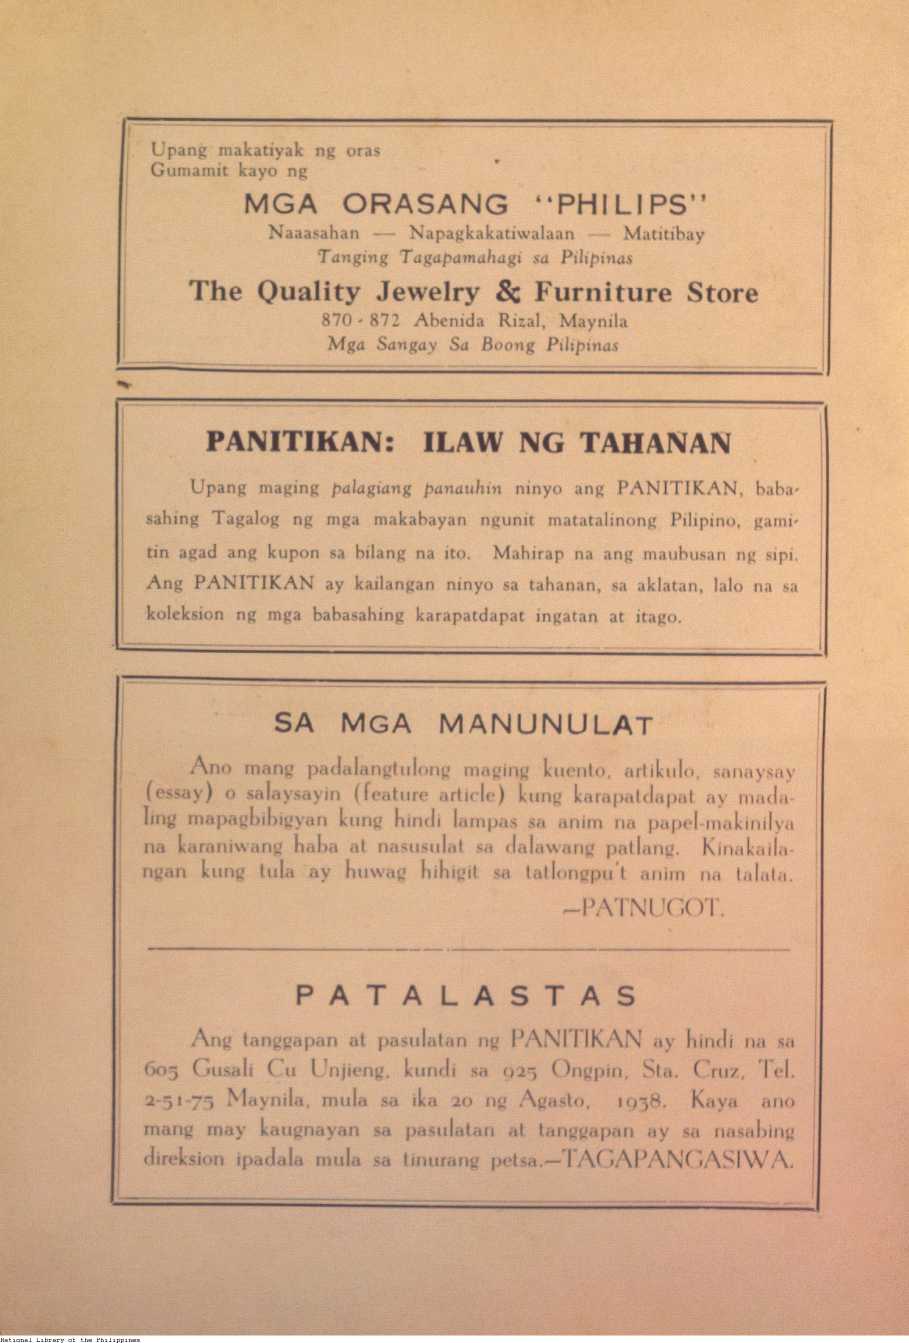 Upang makatiyak ng oras
Gumamit kayo ng
MGA ORASANG "PHILIPS"
Naaasahan — Napagkakatiwalaan — Matitibay
Tanging Tagapamahagi sa Pilipinas
The Quality Jewelry & Furniture Store
870 - 872 Abenida Rizal, Maynila
Mga Sangay Sa Boong Pilipinas
PANITIKAN: ILAW NG TAHANAN
Upang maging palagiang panauhin ninyo ang PANITIKAN, baba-
sahing Tagalog ng mga makabayan ngunit matatalinong Pilipino, gami-
tin agad ang kupon sa bilang na ito. Mahirap na ang maubusan ng sipi.
Ang PANITIKAN ay kailangan ninyo sa tahanan, sa aklatan, lalo na sa
koleksion ng mga babasahing karapatdapat ingatan at itago.
SA MGA MANUNULAT
Ano mang padalangtulong maging kuento, artikulo, sanaysay
(essay) o salaysayin (feature article) kung karapatdapat ay mada-
ling mapagbibigyan kung hindi lampas sa anim na papel-makinilya
na karaniwang haba at nasusulat sa dalawang patlang. Kinakaila-
ngan kung tula ay huwag hihigit sa tatlongpu't anim na talata.
—PATNUGOT.
PATALASTAS
Ang tanggapan at pasulatan ng PANITIKAN ay hindi na sa
605 Gusali Cu Unjieng, kundi sa 925 Ongpin, Sta. Cruz, Tel.
2-51-75 Maynila, mula sa ika 20 ng Agasto, 1938. Kaya ano
mang may kaugnayan sa pasulatan at tanggapan ay sa nasabing
direksion ipadala mula sa tinurang petsa.—TAGAPANGASIWA.
National Library of the Philippines